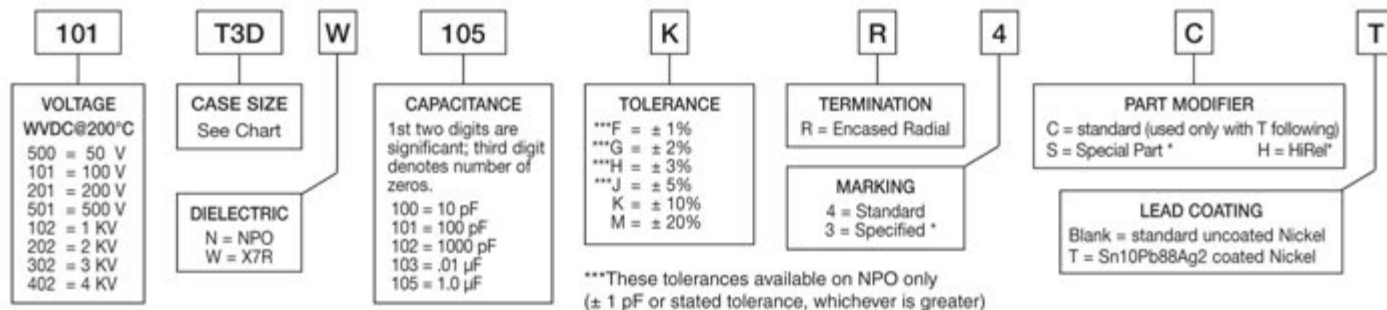 101 T3D W 105 K R 4 C T
VOLTAGE
WVDC@200°C
500 = 50 V
101 = 100 V
201 = 200 V
501 = 500 V
102 = 1 KV
202 = 2 KV
302 = 3 KV
402 = 4 KV
CASE SIZE
See Chart
DIELECTRIC
N = NPO
W = X7R
CAPACITANCE
1st two digits are
significant; third digit
denotes number of
zeros.
100 = 10 pF
101 = 100 pF
102 = 1000 pF
103 = .01 µF
105 = 1.0 µF
TOLERANCE
***F = ± 1%
***G = ± 2%
***H = ± 3%
***J = ± 5%
K = ± 10%
M = ± 20%
***These tolerances available on NPO only
(± 1 pF or stated tolerance, whichever is greater)
TERMINATION
R = Encased Radial
MARKING
4 = Standard
3 = Specified *
PART MODIFIER
C = standard (used only with T following)
S = Special Part * H = HiRel*
LEAD COATING
Blank = standard uncoated Nickel
T = Sn10Pb88Ag2 coated Nickel